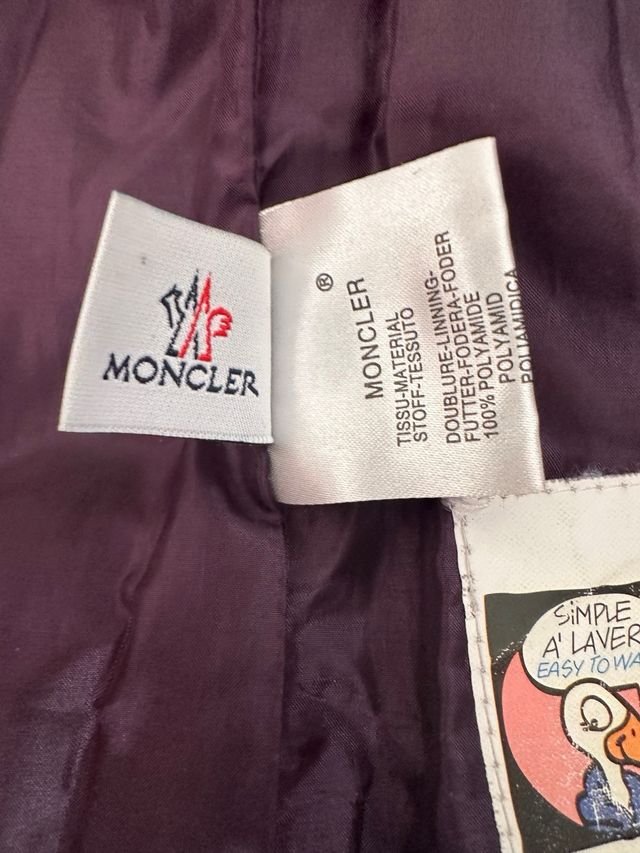 MONCLER
®
MONCLER
TISSU-MATERIAL
STOFF-TESSUTO
DOUBLURE-LINNING-
FUTTER-FODERA-FODER
100% POLYAMIDE
POLYAMID
POLIAMIDICA
SiMPLE
A' LAVER
EASY TO WA